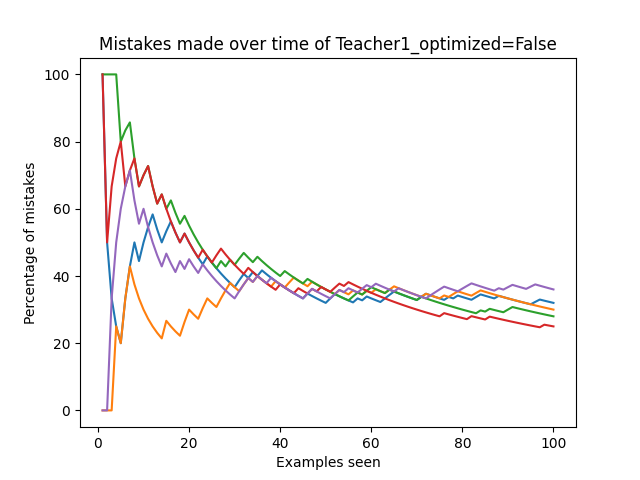 Mistakes made over time of Teacher1_optimized=False
100
80
60
40
20
0
Percentage of mistakes
0 20 40 60 80 100
Examples seen